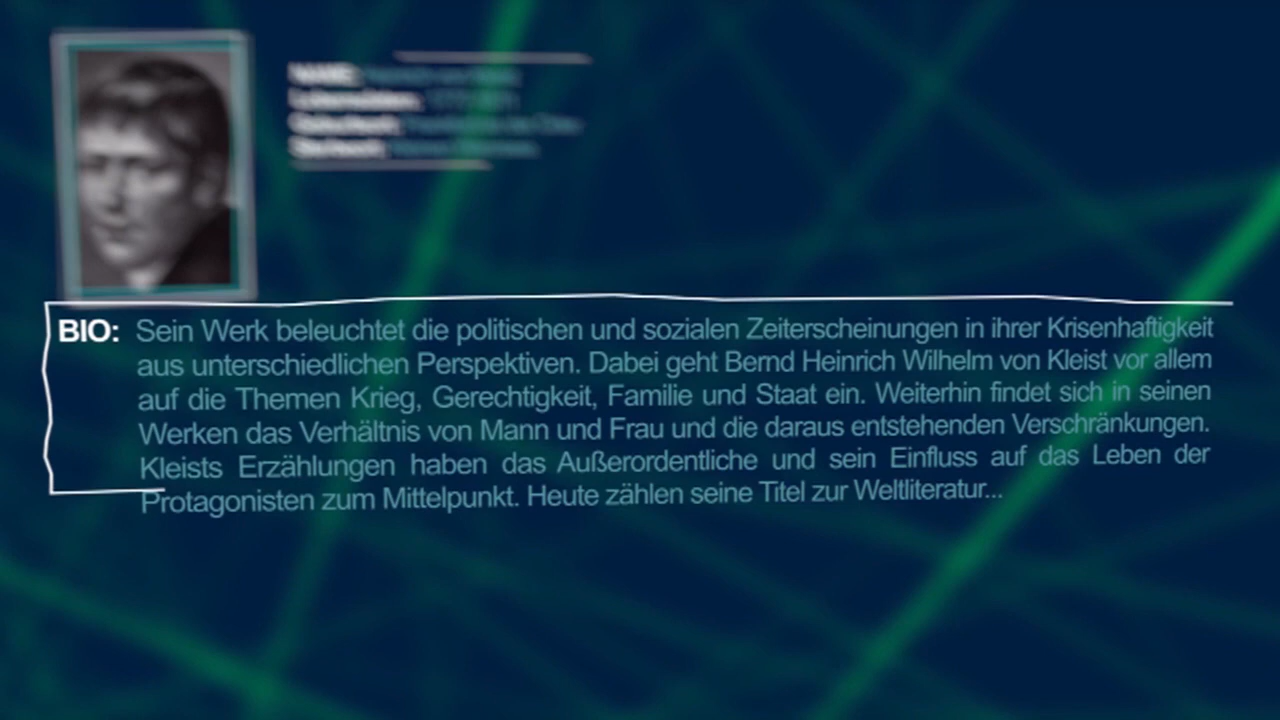 NAME:
BIO: Sein Werk beleuchtet die politischen und sozialen Zeiterscheinungen in ihrer Krisenhaftigkeit
aus unterschiedlichen Perspektiven. Dabei geht Bernd Heinrich Wilhelm von Kleist vor allem
auf die Themen Krieg, Gerechtigkeit, Familie und Staat ein. Weiterhin findet sich in seinen
Werken das Verhältnis von Mann und Frau und die daraus entstehenden Verschränkungen.
Kleists Erzählungen haben das Außerordentliche und sein Einfluss auf das Leben der
Protagonisten zum Mittelpunkt. Heute zählen seine Titel zur Weltliteratur...